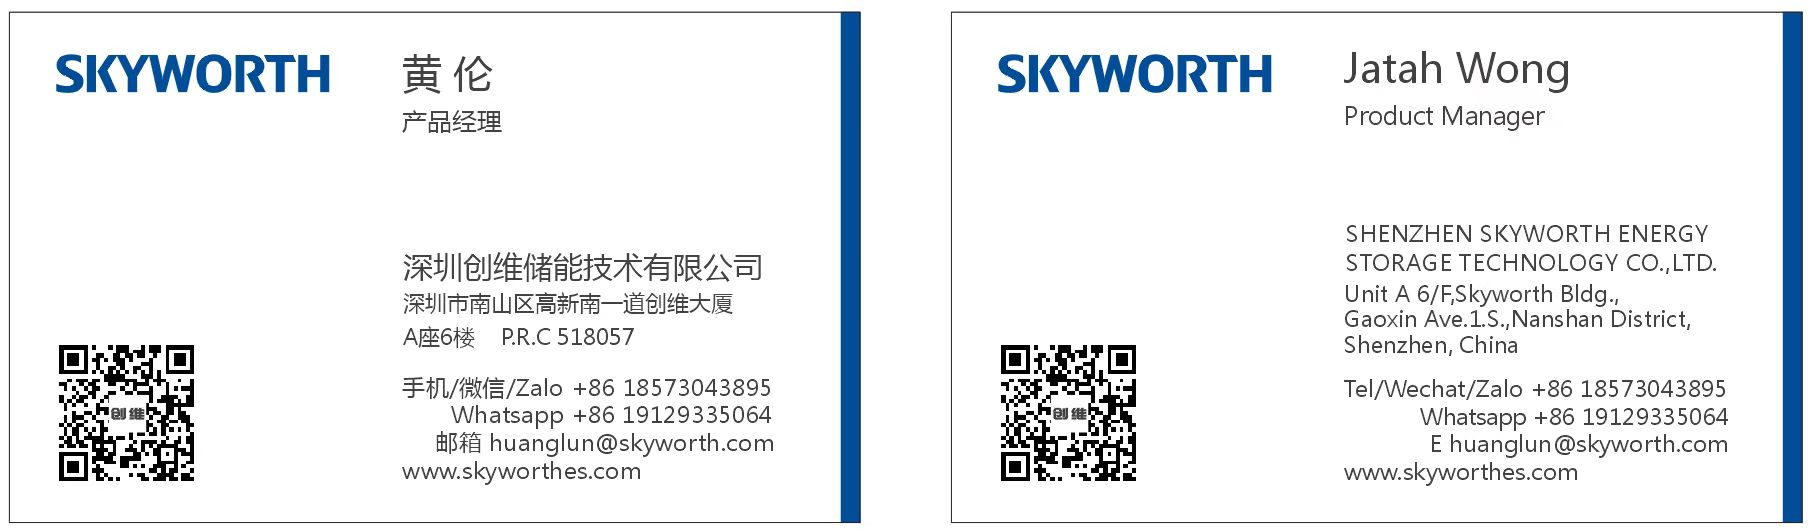 SKYWORTH
黄 伦
产品经理
深圳创维储能技术有限公司
深圳市南山区高新南一道创维大厦
A座6楼 P.R.C 518057
手机/微信/Zalo +86 18573043895
Whatsapp +86 19129335064
邮箱 huanglun@skyworth.com
www.skyworthes.com
创维
SKYWORTH
Jatah Wong
Product Manager
SHENZHEN SKYWORTH ENERGY
STORAGE TECHNOLOGY CO.,LTD.
Unit A 6/F,Skyworth Bldg.,
Gaoxin Ave.1.S.,Nanshan District,
Shenzhen, China
Tel/Wechat/Zalo +86 18573043895
Whatsapp +86 19129335064
E huanglun@skyworth.com
www.skyworthes.com
创维